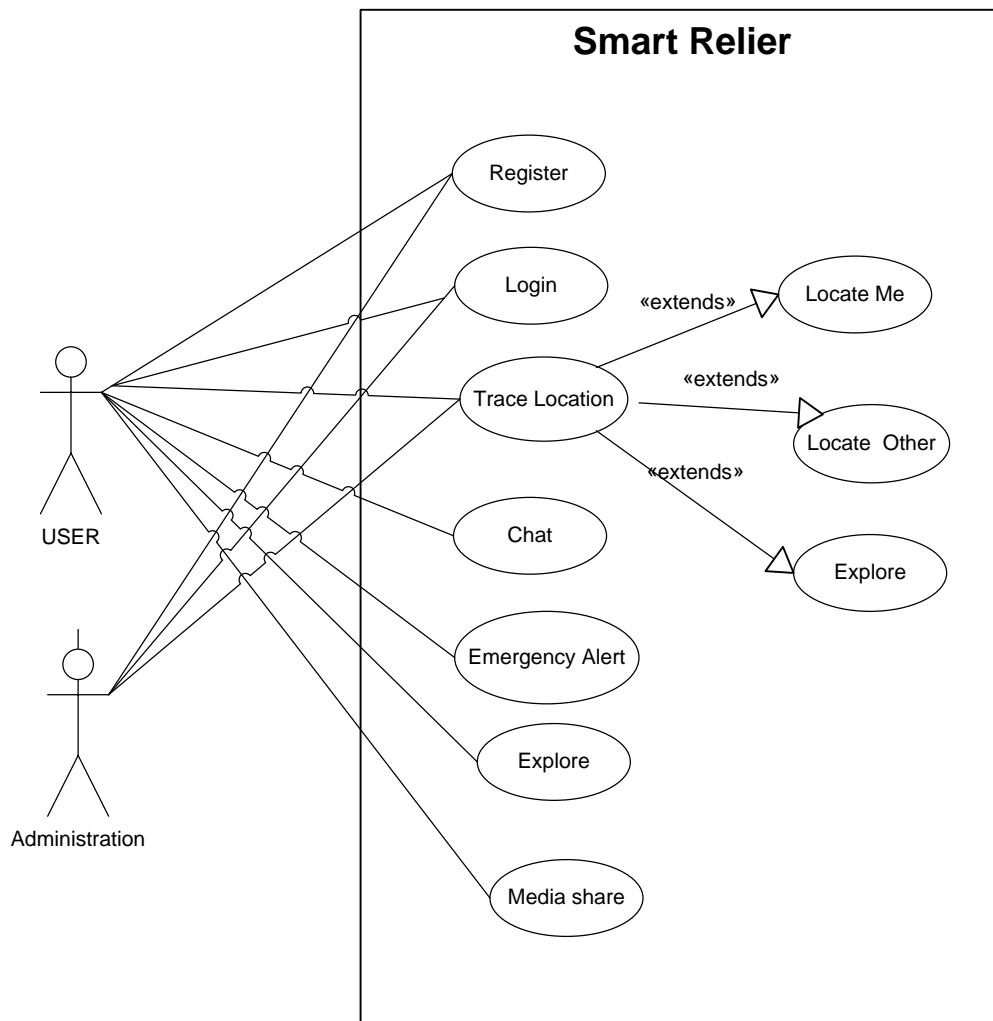 Smart Relier
Register
Login
«extends»
Locate Me
Trace Location
«extends»
Locate  Other
«extends»
USER
Chat
Explore
Emergency Alert
Explore
Administration
Media share